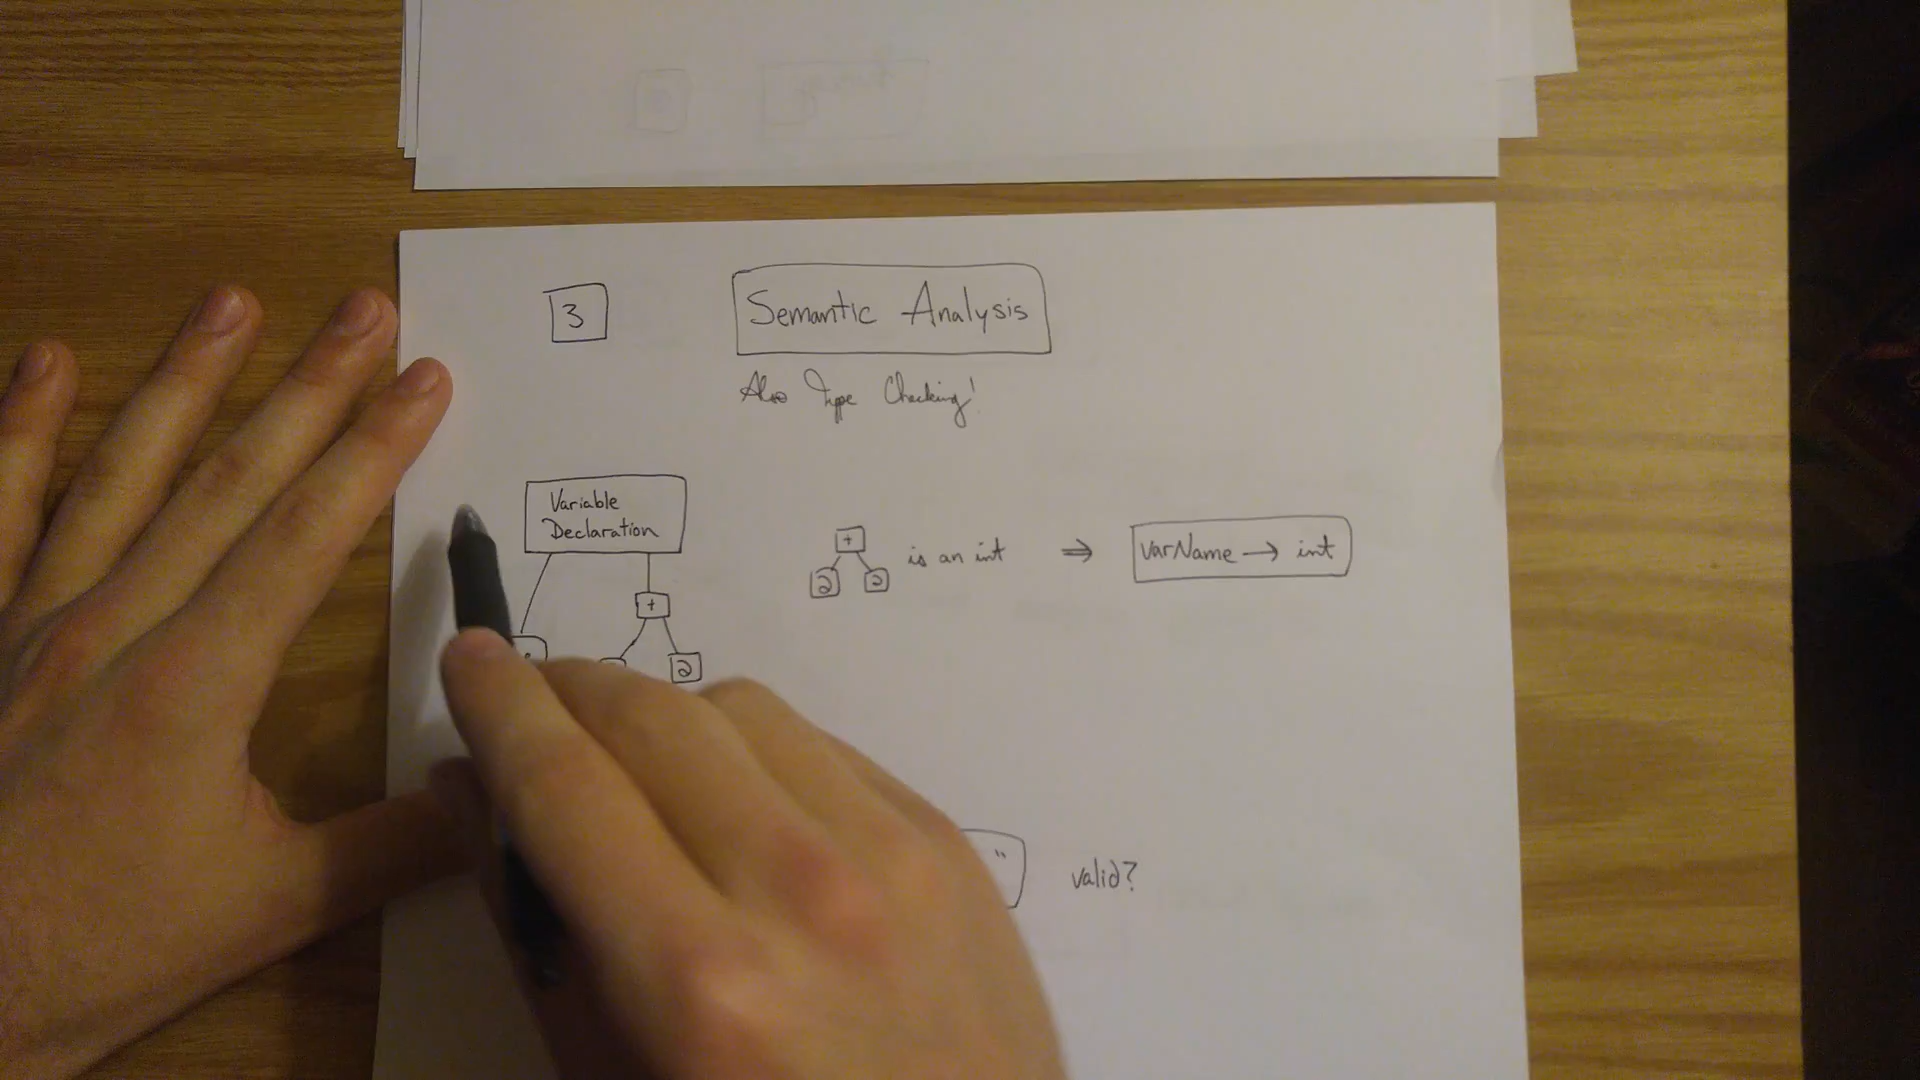 3
Semantic Analysis
Also Type Checking!
Variable
Declaration
+
2
+
2 2
is an int ⇒ varName → int
" valid?